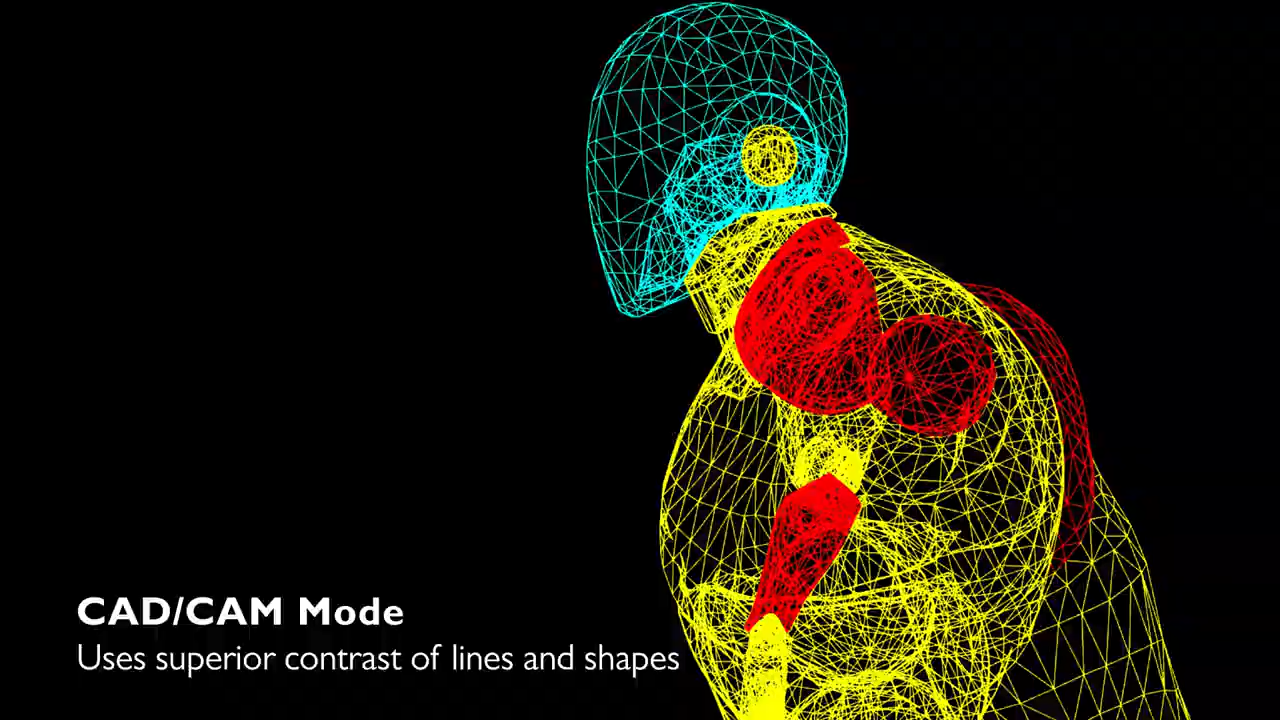 CAD/CAM Mode
Uses superior contrast of lines and shapes